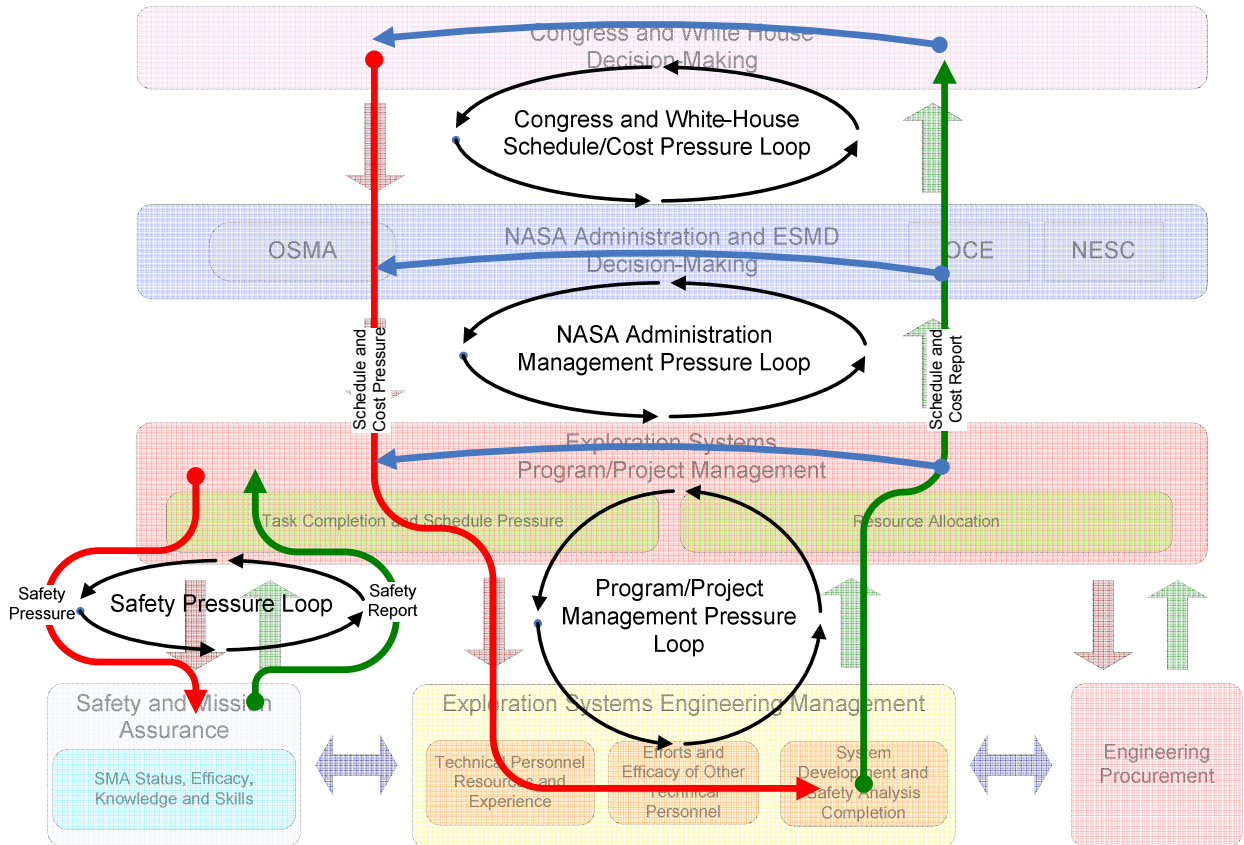 Congress and White House
Decision-Making
Congress and White-House
Schedule/Cost Pressure Loop
OSMA
NASA Administration and ESMD
Decision-Making
OCE
NESC
NASA Administration
Management Pressure Loop
Schedule and
Cost Pressure
Schedule and
Cost Report
Exploration Systems
Program/Project Management
Task Completion and Schedule Pressure
Resource Allocation
Safety
Pressure
Safety Pressure Loop
Safety
Report
Program/Project
Management Pressure
Loop
Safety and Mission
Assurance
SMA Status, Efficacy,
Knowledge and Skills
Exploration Systems Engineering Management
Technical Personnel
Resources and
Experience
Efforts and
Efficacy of Other
Technical
Personnel
System
Development and
Safety Analysis
Completion
Engineering
Procurement